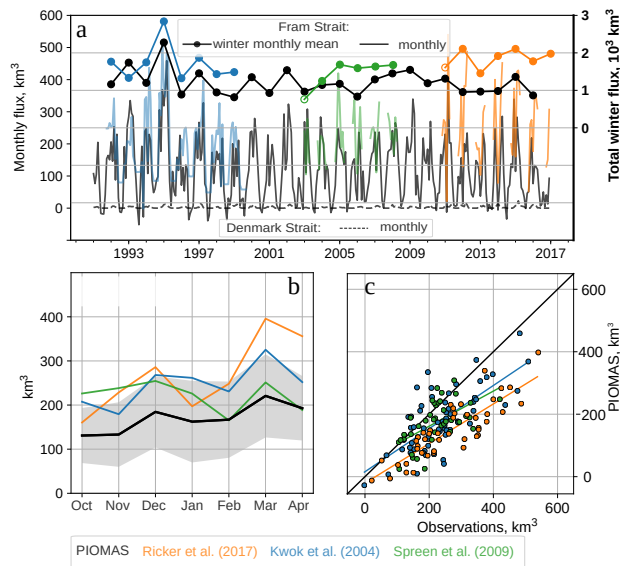 a
Fram Strait:
winter monthly mean
monthly
600
500
400
300
200
100
0
Monthly flux, km³
3
2
1
0
Total winter flux, 10³ km³
Denmark Strait:
monthly
1993
1997
2001
2005
2009
2013
2017
b
400
300
200
100
0
km³
Oct
Nov
Dec
Jan
Feb
Mar
Apr
c
600
-400
-200
0
PIOMAS, km³
0
200
400
600
Observations, km³
PIOMAS Ricker et al. (2017) Kwok et al. (2004) Spreen et al. (2009)